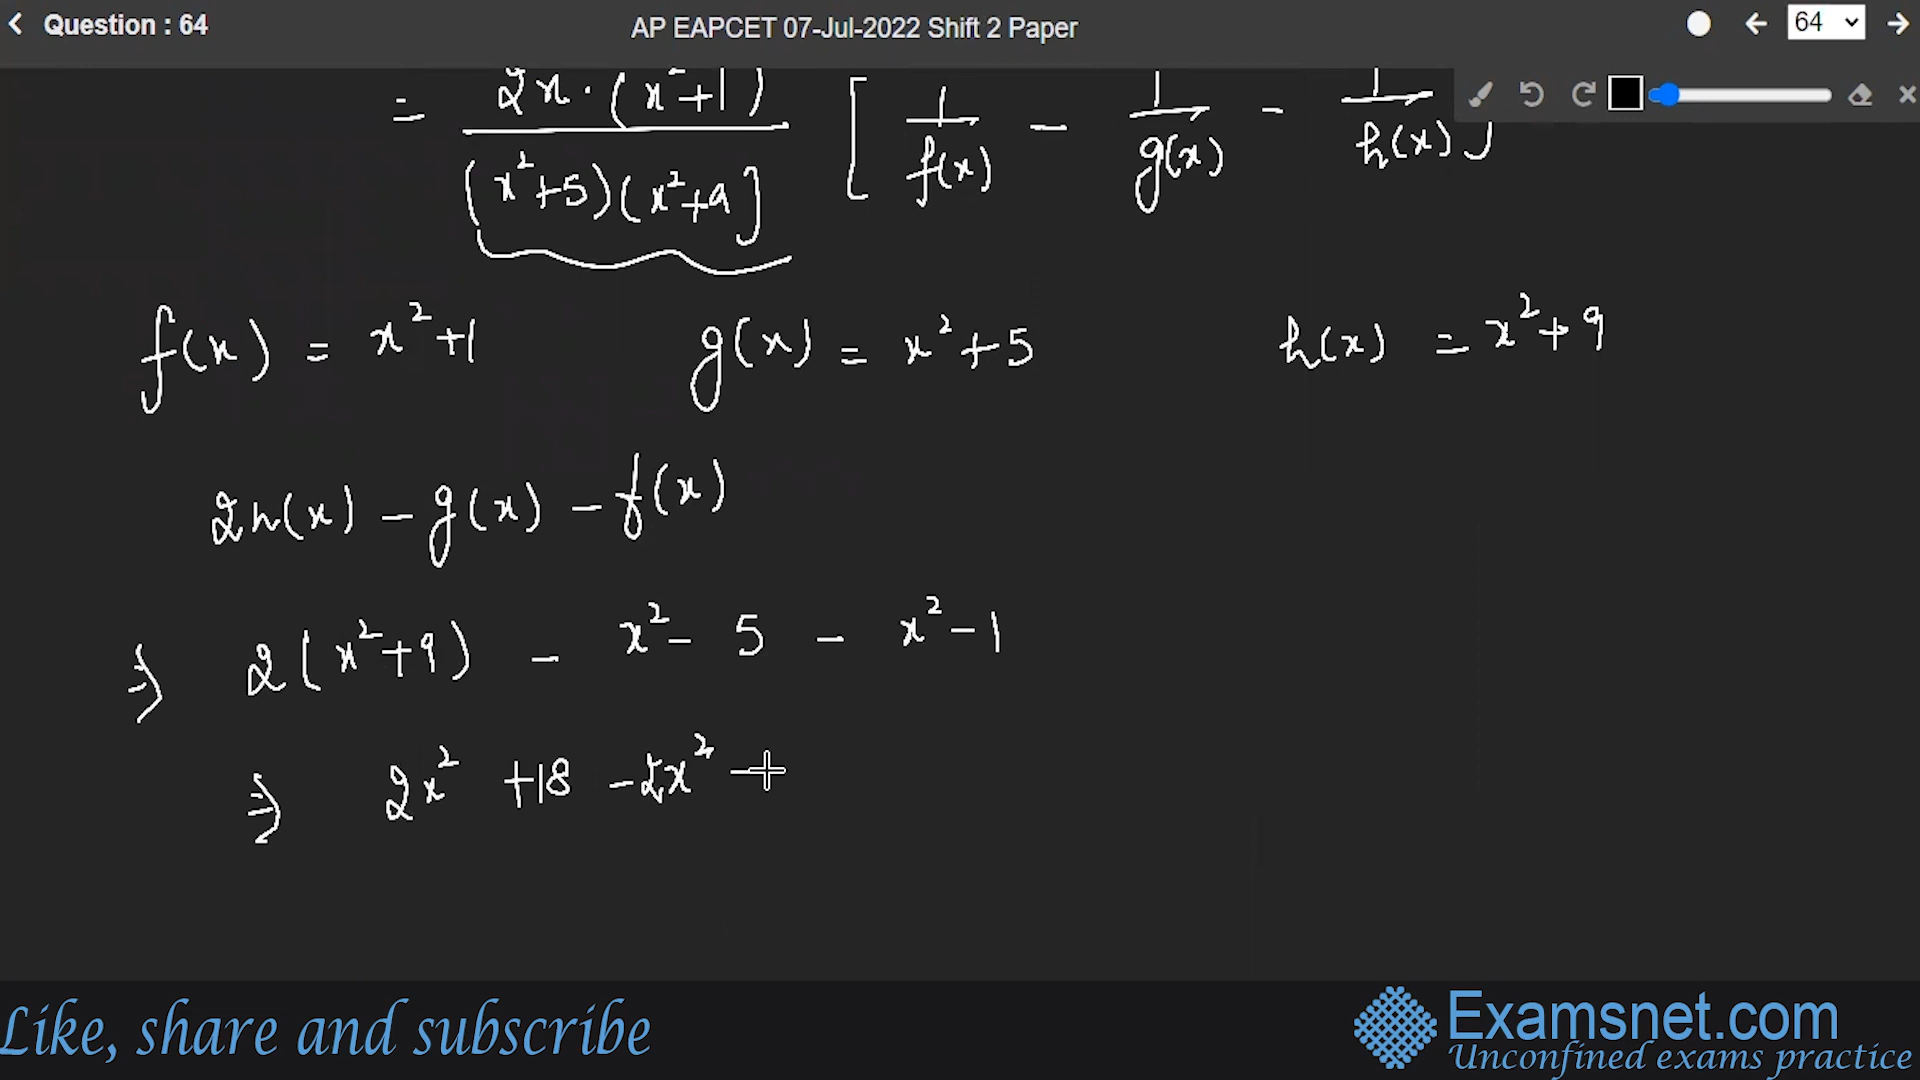 Question : 64
AP EAPCET 07-Jul-2022 Shift 2 Paper
64
= 2x · (x²+1) / (x²+5)(x²+9] [ 1/f(x) − 1/g(x) − 1/h(x) ]
f(x) = x²+1 g(x) = x²+5 h(x) = x²+9
2h(x) − g(x) − f(x)
⇒ 2(x²+9) − x² − 5 − x² − 1
⇒ 2x² +18 − 2x² −
Like, share and subscribe
Examsnet.com
Unconfined exams practice